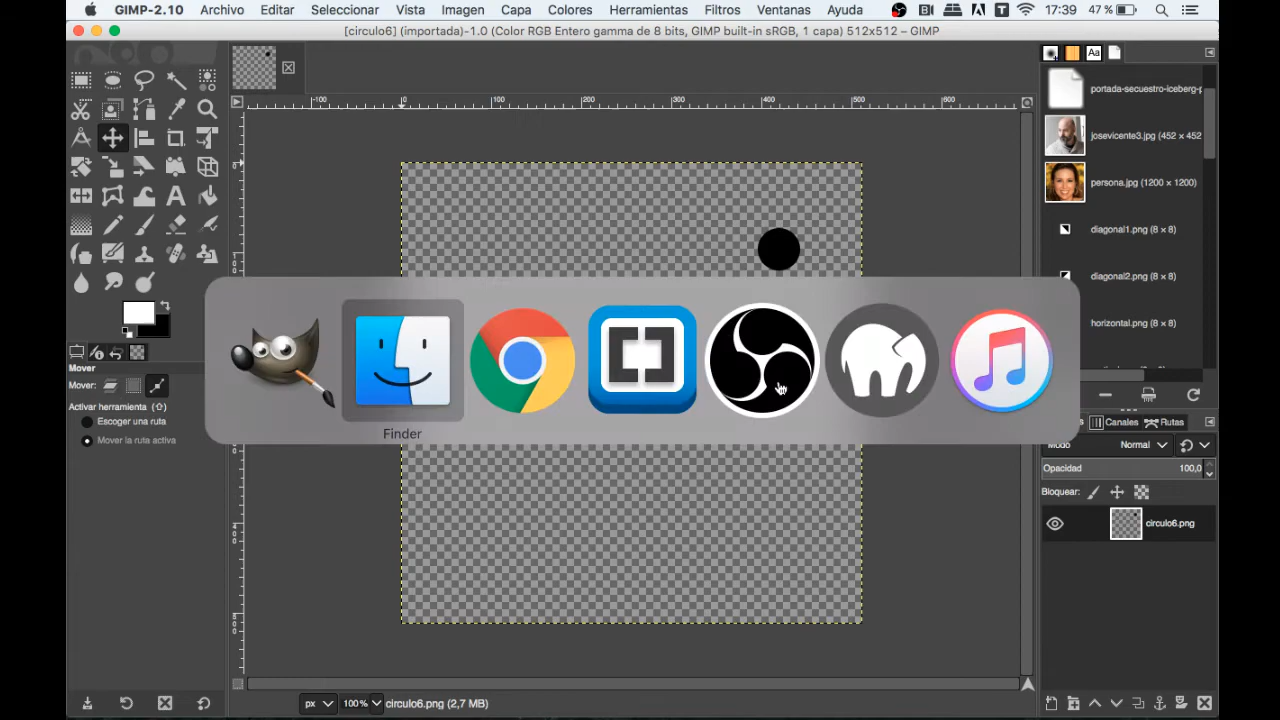 GIMP-2.10 Archivo Editar Seleccionar Vista Imagen Capa Colores Herramientas Filtros Ventanas Ayuda 17:39 47 %
[circulo6] (importada)-1.0 (Color RGB Entero gamma de 8 bits, GIMP built-in sRGB, 1 capa) 512x512 – GIMP
Aa
-100 0 100 200 300 400 500 600
portada-secuestro-iceberg-p
josevicente3.jpg (452 × 452
persona.jpg (1200 × 1200)
diagonal1.png (8 × 8)
diagonal2.png (8 × 8)
horizontal.png (8 × 8)
Mover
Mover:
Activar herramienta (⇧)
Escoger una ruta
Mover la ruta activa
Finder
Canales Rutas
Modo Normal
Opacidad 100,0
Bloquear:
circulo6.png
px 100% circulo6.png (2,7 MB)